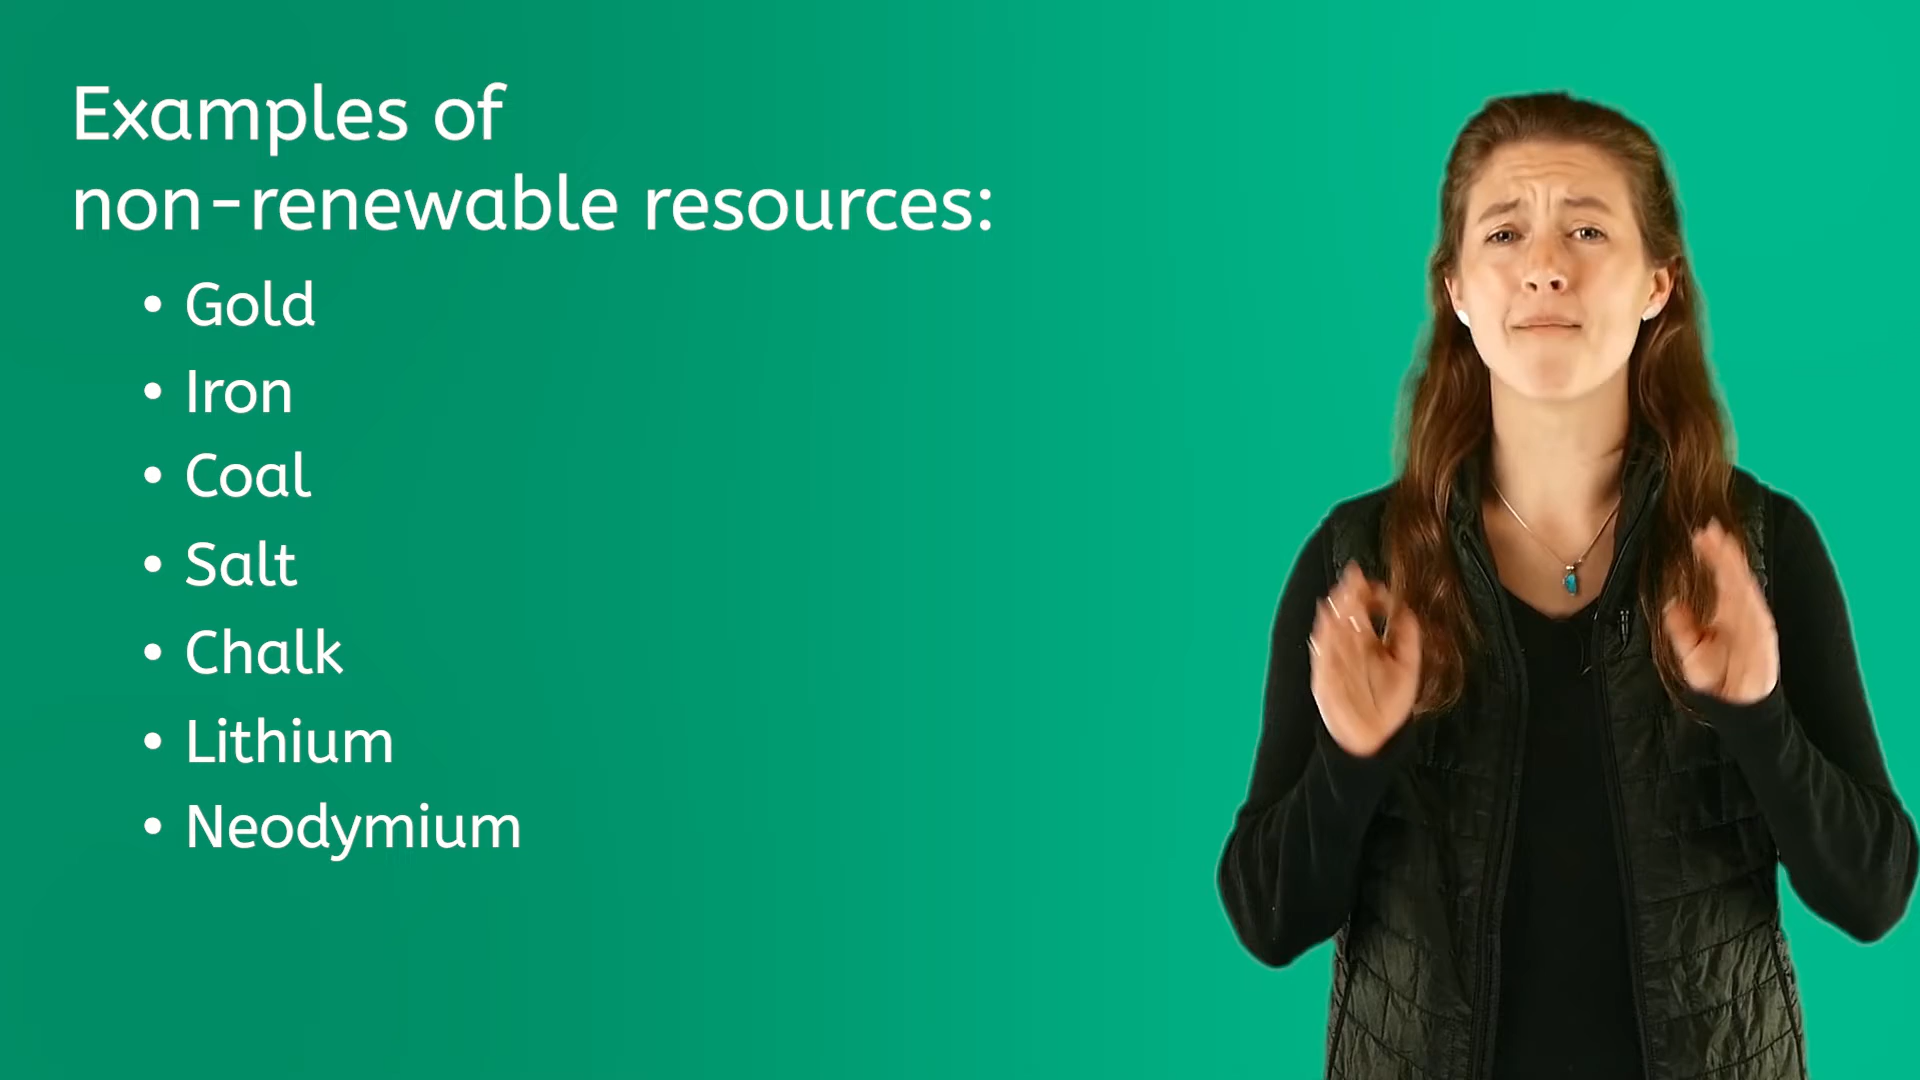 Examples of
non-renewable resources:
• Gold
• Iron
• Coal
• Salt
• Chalk
• Lithium
• Neodymium